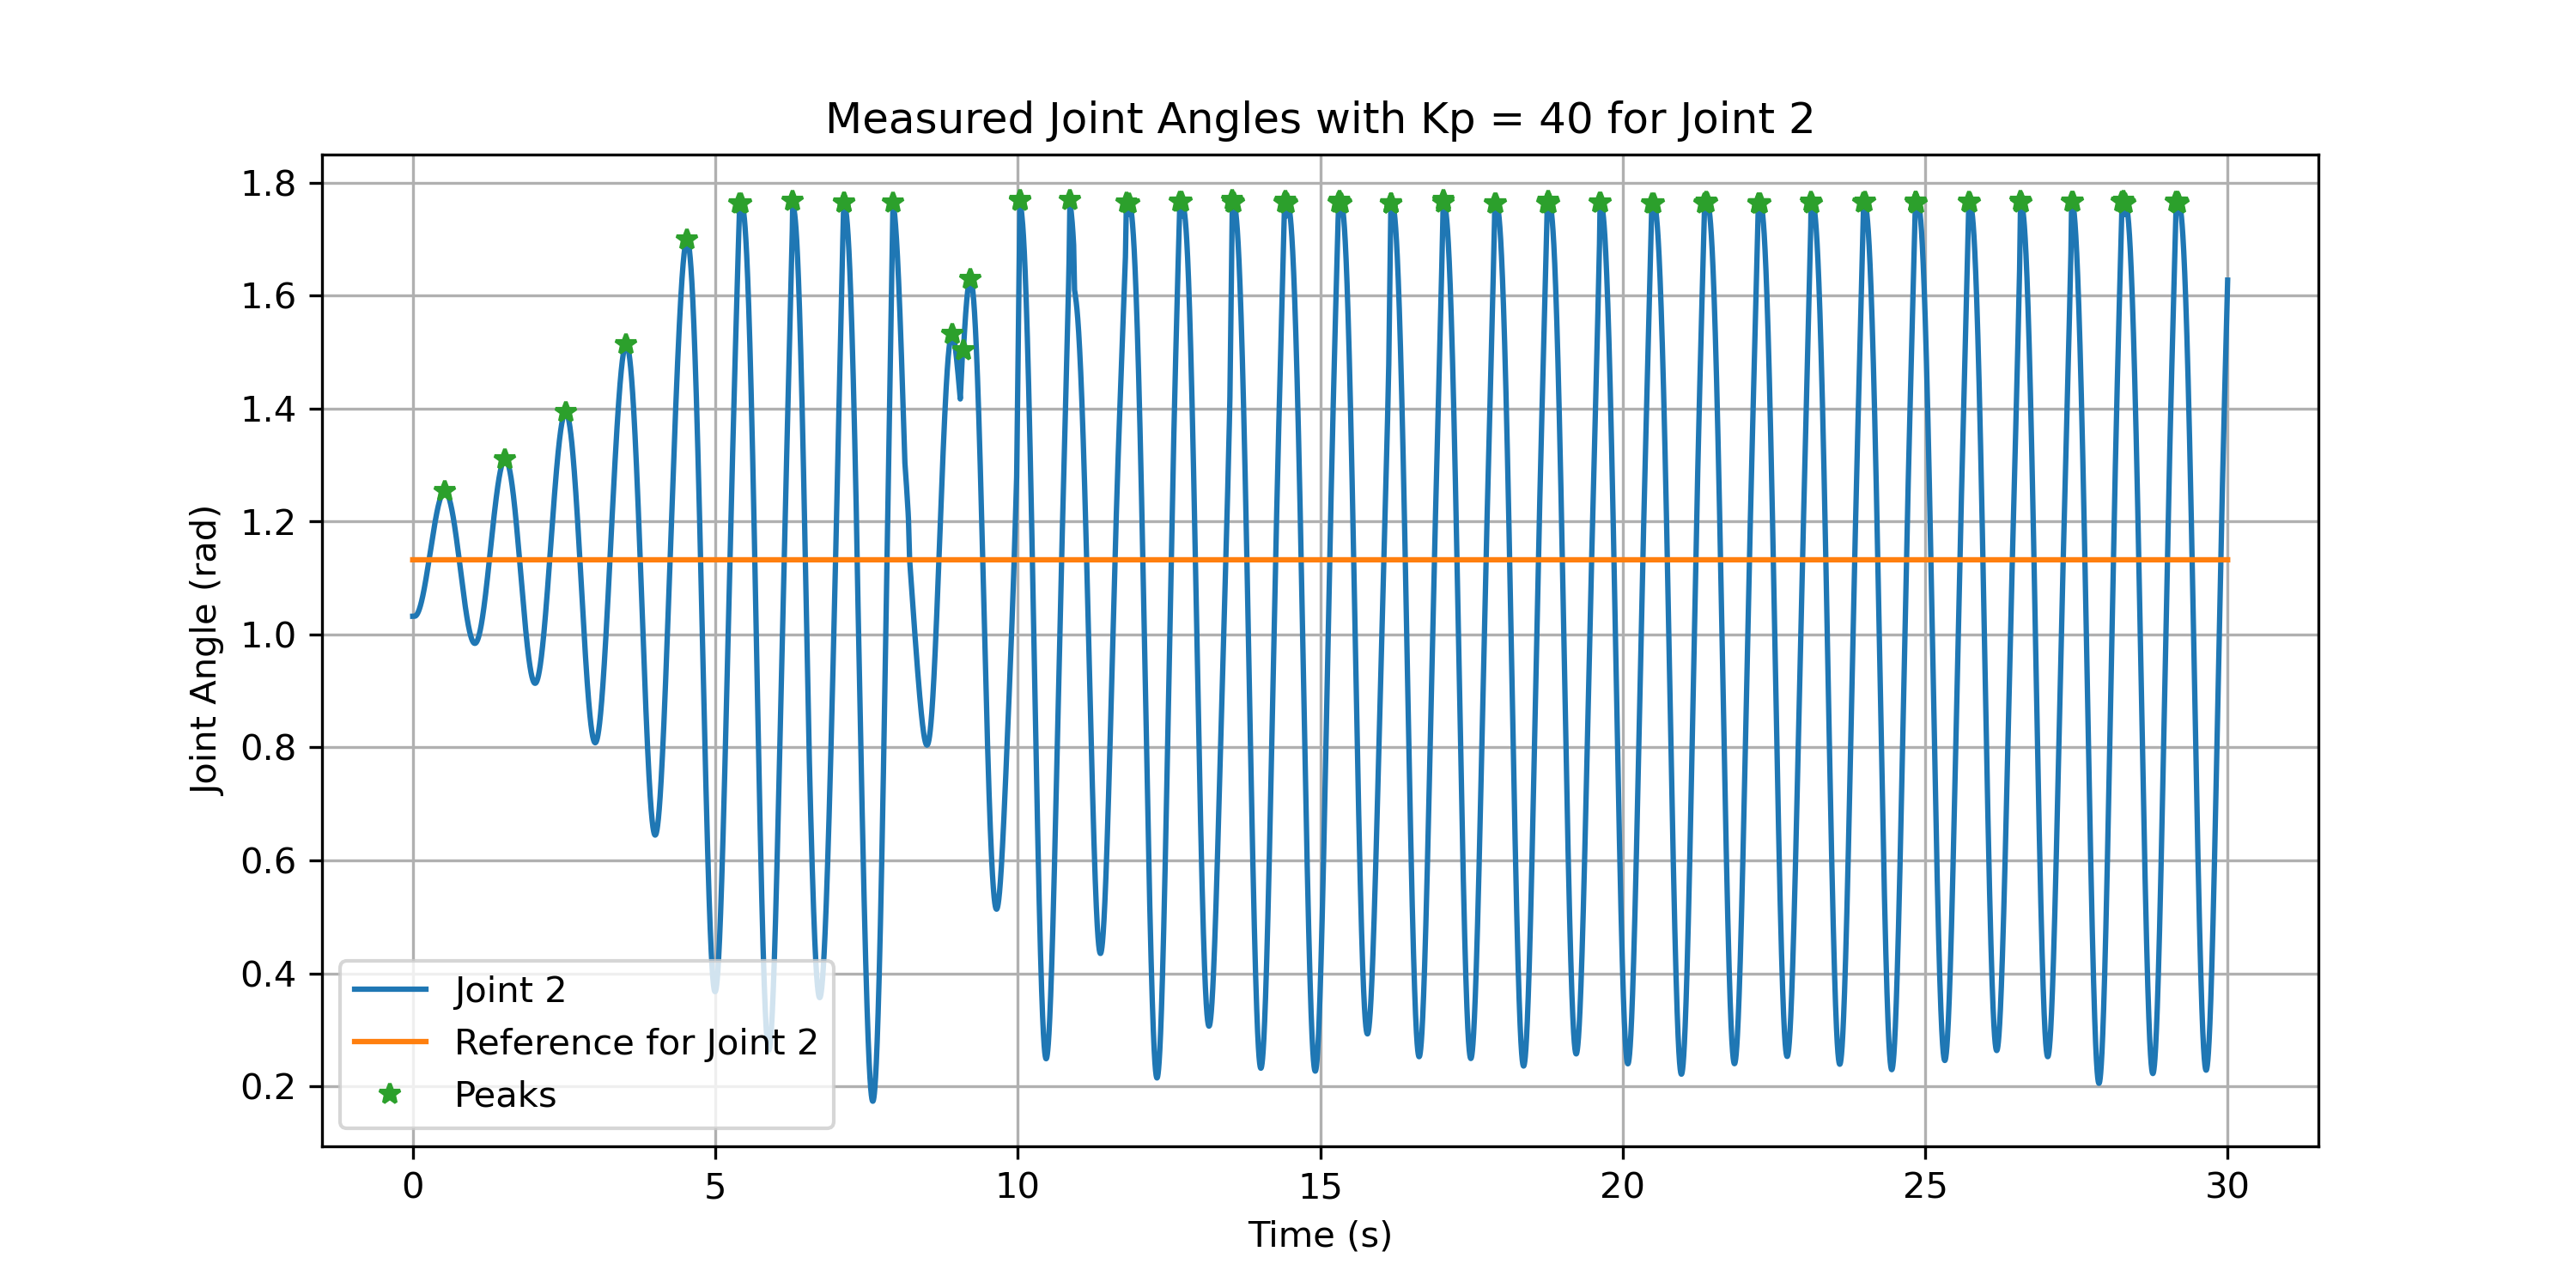 Measured Joint Angles with Kp = 40 for Joint 2
Joint Angle (rad)
1.8
1.6
1.4
1.2
1.0
0.8
0.6
0.4
0.2
Joint 2
Reference for Joint 2
Peaks
0 5 10 15 20 25 30
Time (s)